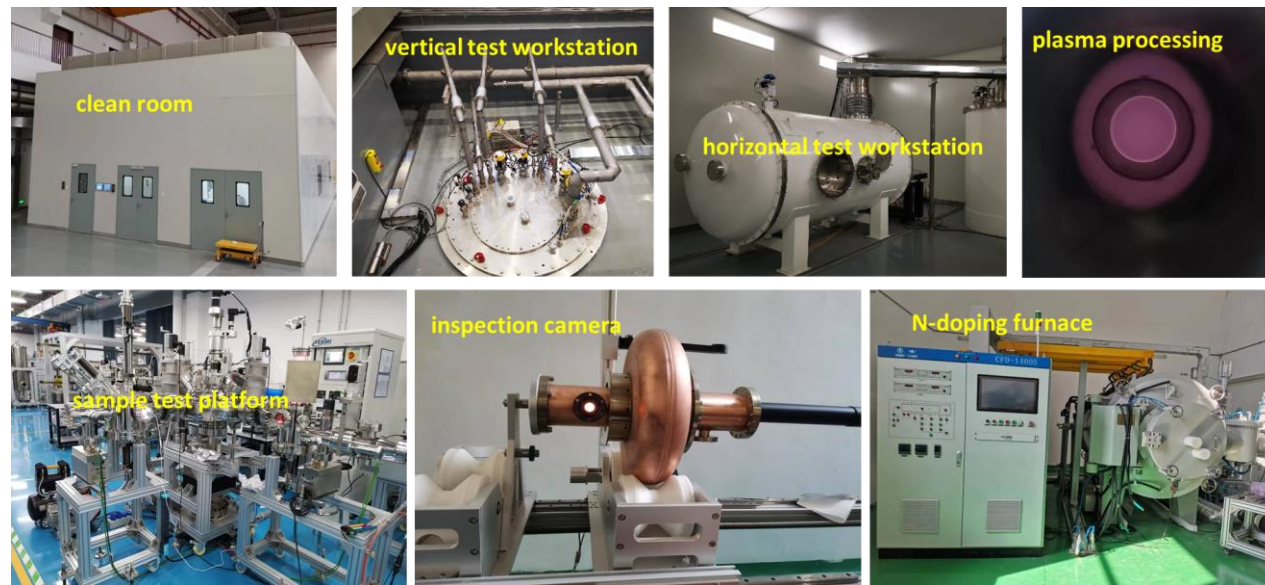 clean room
vertical test workstation
horizontal test workstation
plasma processing
sample test platform
inspection camera
N-doping furnace
CFD-1400S